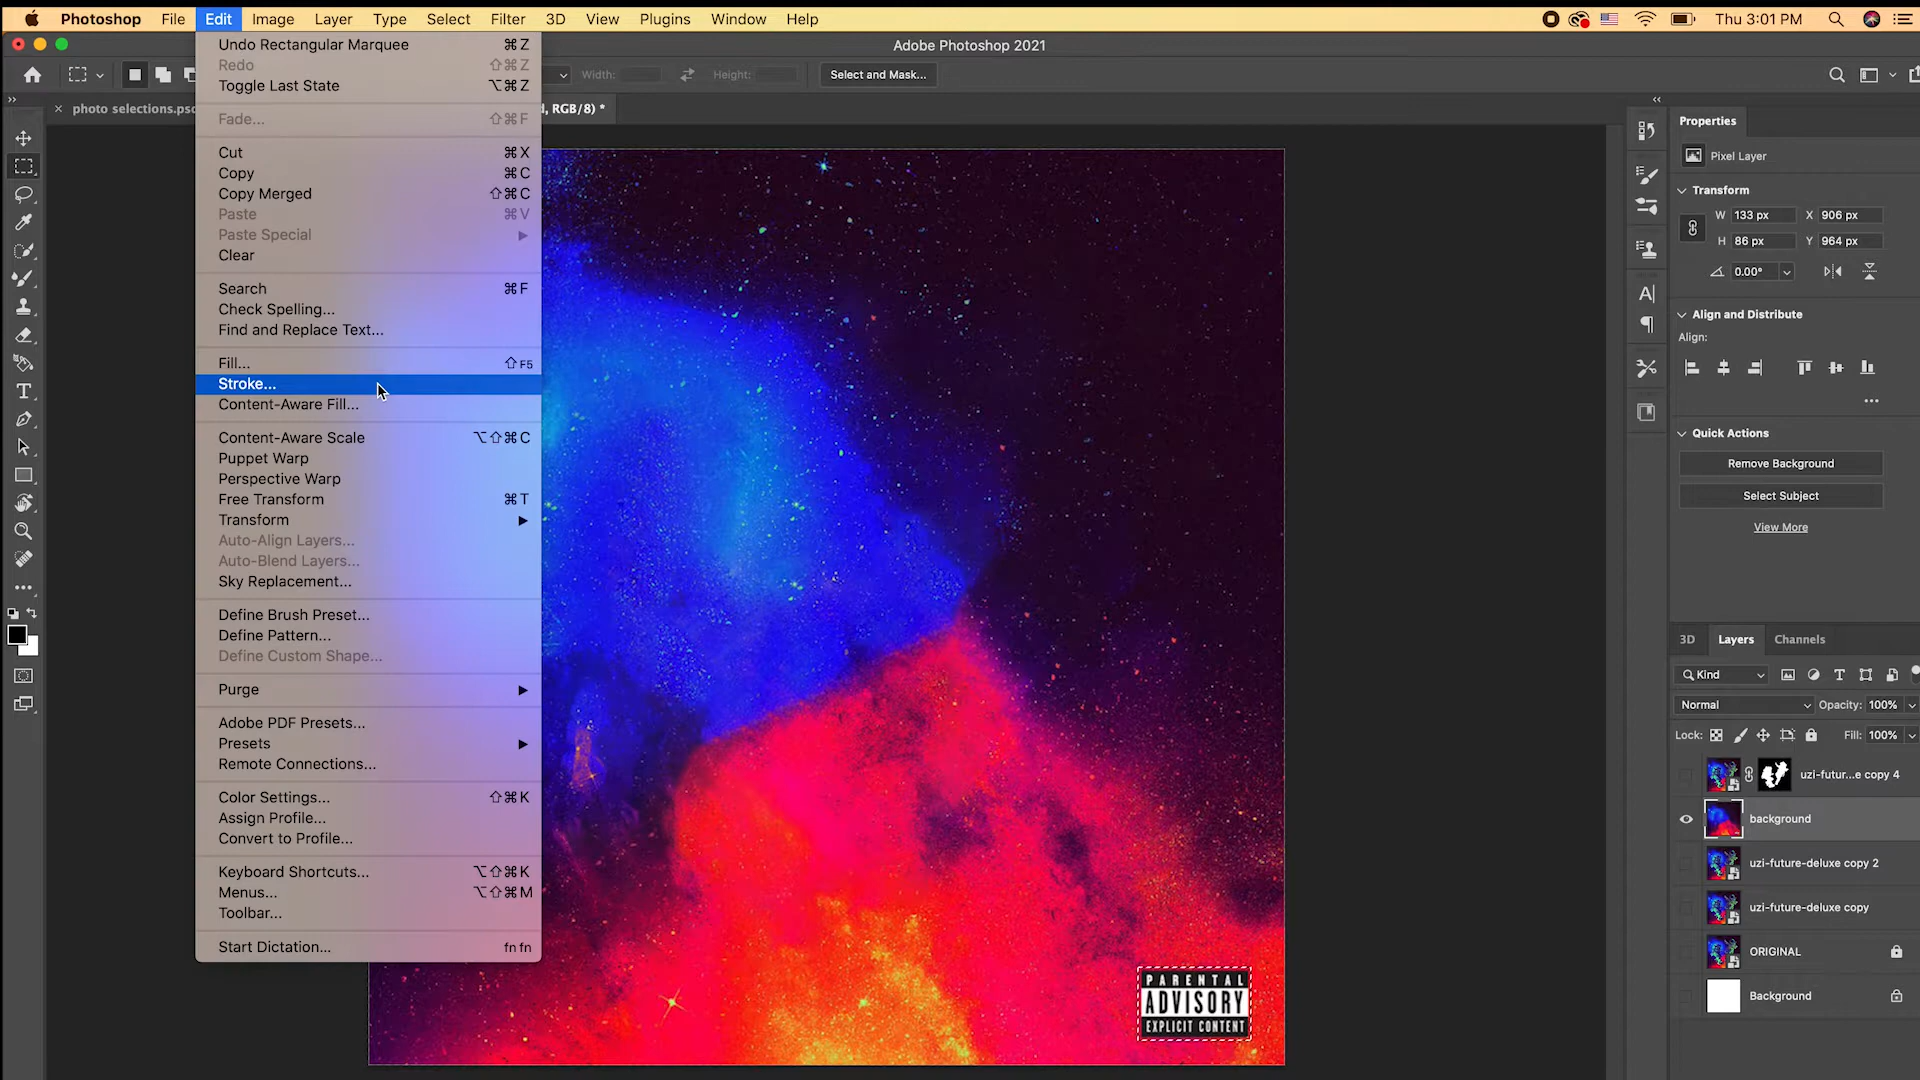 Photoshop File Edit Image Layer Type Select Filter 3D View Plugins Window Help Thu 3:01 PM
Adobe Photoshop 2021
Width: Height: Select and Mask...
photo selections.psd
, RGB/8) *
Undo Rectangular Marquee ⌘Z
Redo ⇧⌘Z
Toggle Last State ⌥⌘Z
Fade... ⇧⌘F
Cut ⌘X
Copy ⌘C
Copy Merged ⇧⌘C
Paste ⌘V
Paste Special
Clear
Search ⌘F
Check Spelling...
Find and Replace Text...
Fill... ⇧F5
Stroke...
Content-Aware Fill...
Content-Aware Scale ⌥⇧⌘C
Puppet Warp
Perspective Warp
Free Transform ⌘T
Transform
Auto-Align Layers...
Auto-Blend Layers...
Sky Replacement...
Define Brush Preset...
Define Pattern...
Define Custom Shape...
Purge
Adobe PDF Presets...
Presets
Remote Connections...
Color Settings... ⇧⌘K
Assign Profile...
Convert to Profile...
Keyboard Shortcuts... ⌥⇧⌘K
Menus... ⌥⇧⌘M
Toolbar...
Start Dictation... fn fn
PARENTAL
ADVISORY
EXPLICIT CONTENT
Properties
Pixel Layer
Transform
W 133 px X 906 px
H 86 px Y 964 px
0.00°
Align and Distribute
Align:
Quick Actions
Remove Background
Select Subject
View More
3D Layers Channels
Kind
Normal Opacity: 100%
Lock: Fill: 100%
uzi-futur...e copy 4
background
uzi-future-deluxe copy 2
uzi-future-deluxe copy
ORIGINAL
Background